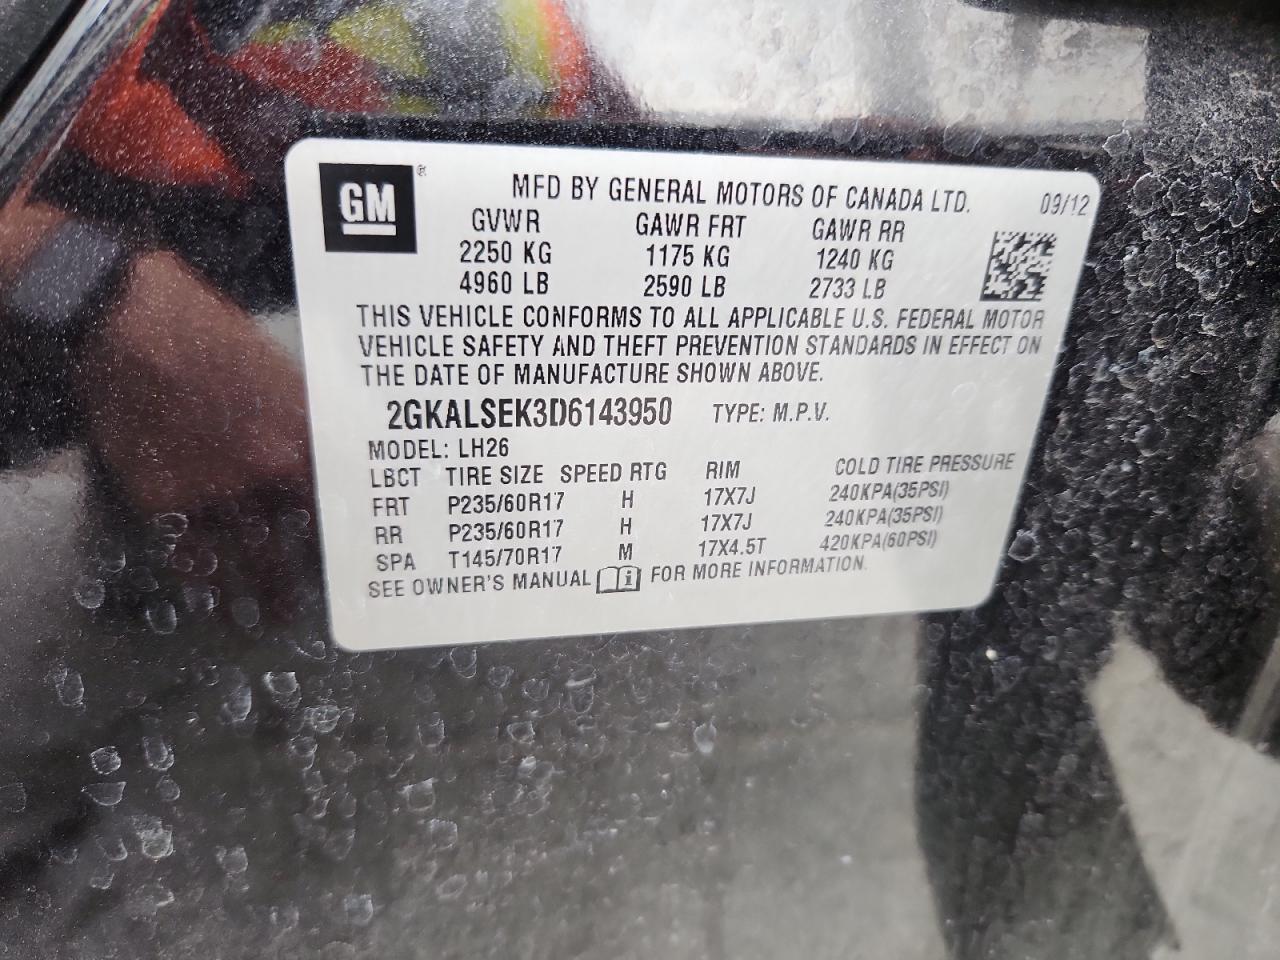 GM ®
MFD BY GENERAL MOTORS OF CANADA LTD. 09/12
GVWR GAWR FRT GAWR RR
2250 KG 1175 KG 1240 KG
4960 LB 2590 LB 2733 LB
THIS VEHICLE CONFORMS TO ALL APPLICABLE U.S. FEDERAL MOTOR
VEHICLE SAFETY AND THEFT PREVENTION STANDARDS IN EFFECT ON
THE DATE OF MANUFACTURE SHOWN ABOVE.
2GKALSEK3D6143950 TYPE: M.P.V.
MODEL: LH26
LBCT TIRE SIZE SPEED RTG RIM COLD TIRE PRESSURE
FRT P235/60R17 H 17X7J 240KPA(35PSI)
RR P235/60R17 H 17X7J 240KPA(35PSI)
SPA T145/70R17 M 17X4.5T 420KPA(60PSI)
SEE OWNER'S MANUAL i FOR MORE INFORMATION.